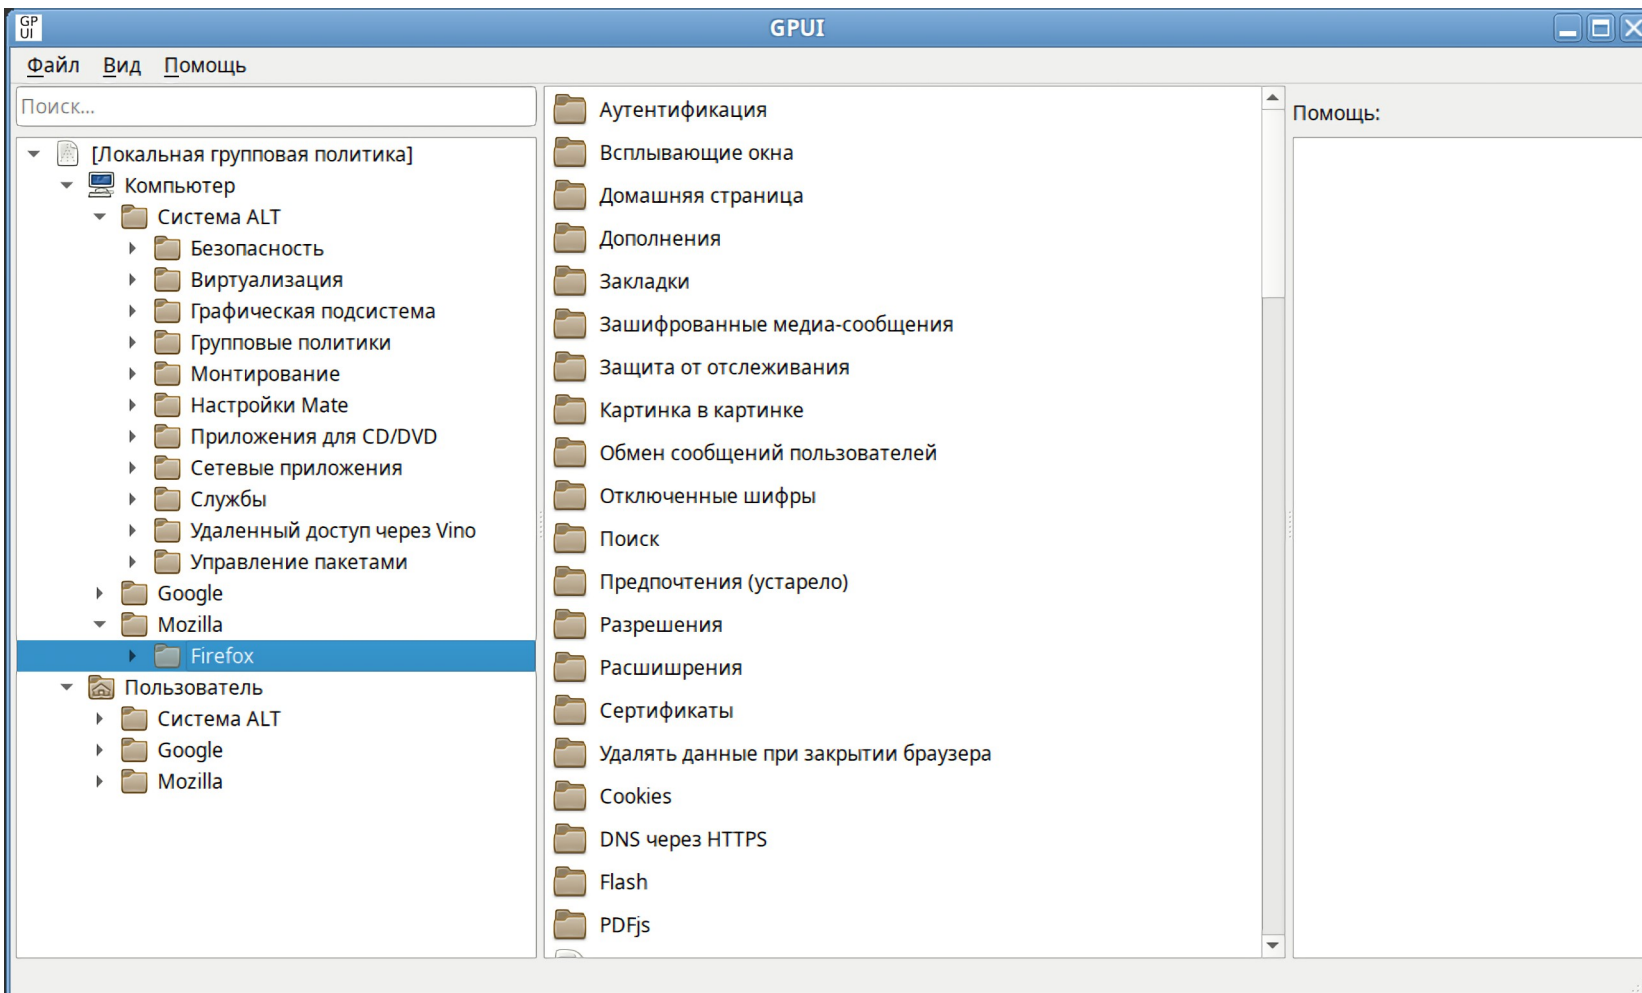 GP
UI
GPUI
Файл Вид Помощь
Поиск...
[Локальная групповая политика]
Компьютер
Система ALT
Безопасность
Виртуализация
Графическая подсистема
Групповые политики
Монтирование
Настройки Mate
Приложения для CD/DVD
Сетевые приложения
Службы
Удаленный доступ через Vino
Управление пакетами
Google
Mozilla
Firefox
Пользователь
Система ALT
Google
Mozilla
Аутентификация
Всплывающие окна
Домашняя страница
Дополнения
Закладки
Зашифрованные медиа-сообщения
Защита от отслеживания
Картинка в картинке
Обмен сообщений пользователей
Отключенные шифры
Поиск
Предпочтения (устарело)
Разрешения
Расшишрения
Сертификаты
Удалять данные при закрытии браузера
Cookies
DNS через HTTPS
Flash
PDFjs
Помощь: